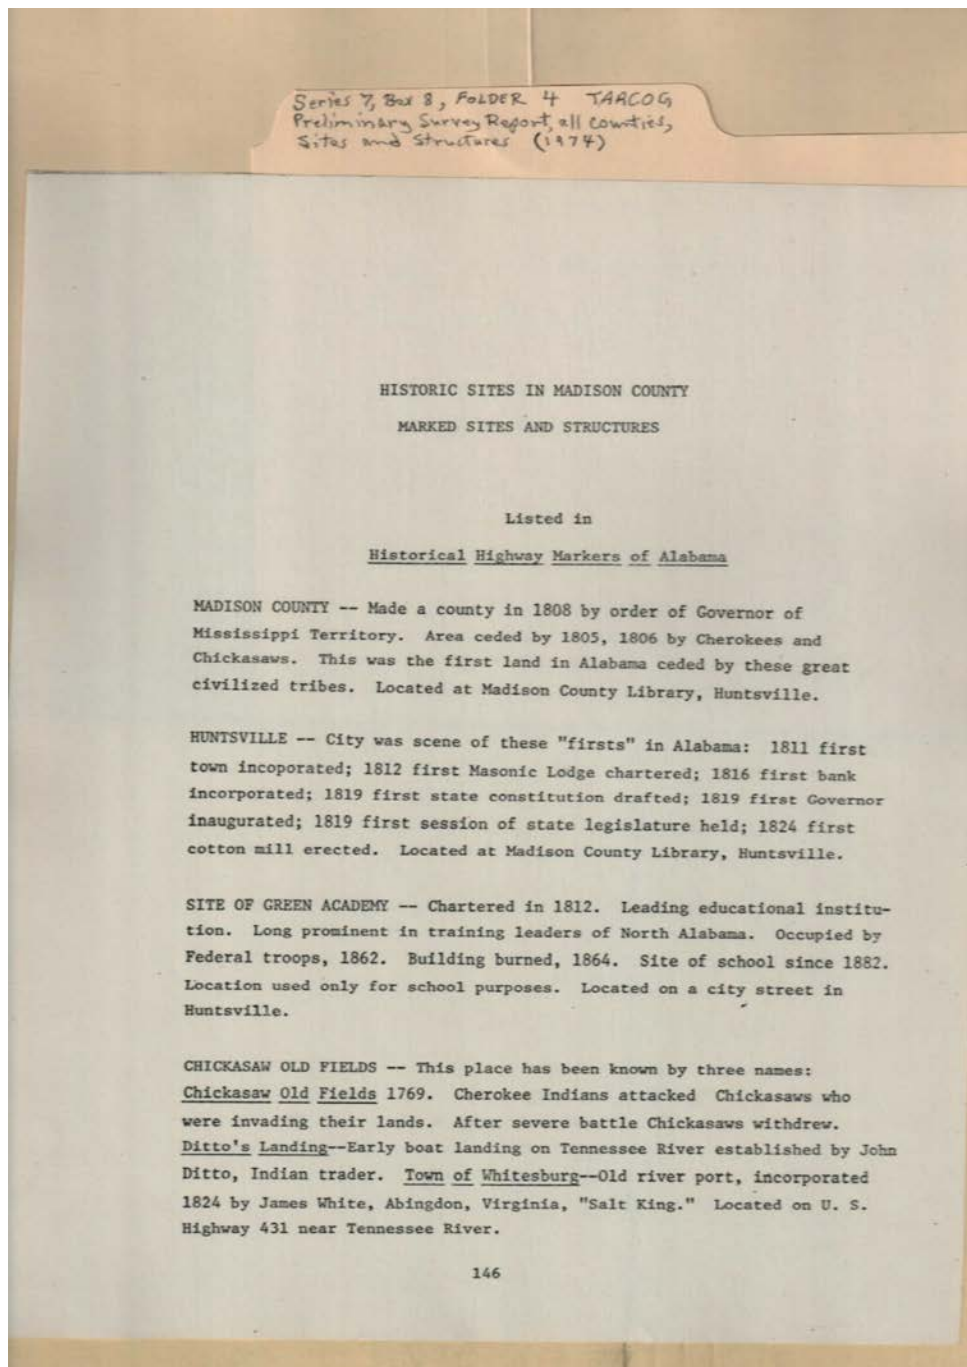 Series 7, Box 8, FOLDER 4 TARCOG
Preliminary Survey Report, all counties,
Sites and Structures (1974)
HISTORIC SITES IN MADISON COUNTY
MARKED SITES AND STRUCTURES
Listed in
Historical Highway Markers of Alabama
MADISON COUNTY -- Made a county in 1808 by order of Governor of
Mississippi Territory. Area ceded by 1805, 1806 by Cherokees and
Chickasaws. This was the first land in Alabama ceded by these great
civilized tribes. Located at Madison County Library, Huntsville.
HUNTSVILLE -- City was scene of these "firsts" in Alabama: 1811 first
town incoporated; 1812 first Masonic Lodge chartered; 1816 first bank
incorporated; 1819 first state constitution drafted; 1819 first Governor
inaugurated; 1819 first session of state legislature held; 1824 first
cotton mill erected. Located at Madison County Library, Huntsville.
SITE OF GREEN ACADEMY -- Chartered in 1812. Leading educational institu-
tion. Long prominent in training leaders of North Alabama. Occupied by
Federal troops, 1862. Building burned, 1864. Site of school since 1882.
Location used only for school purposes. Located on a city street in
Huntsville.
CHICKASAW OLD FIELDS -- This place has been known by three names:
Chickasaw Old Fields 1769. Cherokee Indians attacked Chickasaws who
were invading their lands. After severe battle Chickasaws withdrew.
Ditto's Landing--Early boat landing on Tennessee River established by John
Ditto, Indian trader. Town of Whitesburg--Old river port, incorporated
1824 by James White, Abingdon, Virginia, "Salt King." Located on U. S.
Highway 431 near Tennessee River.
146